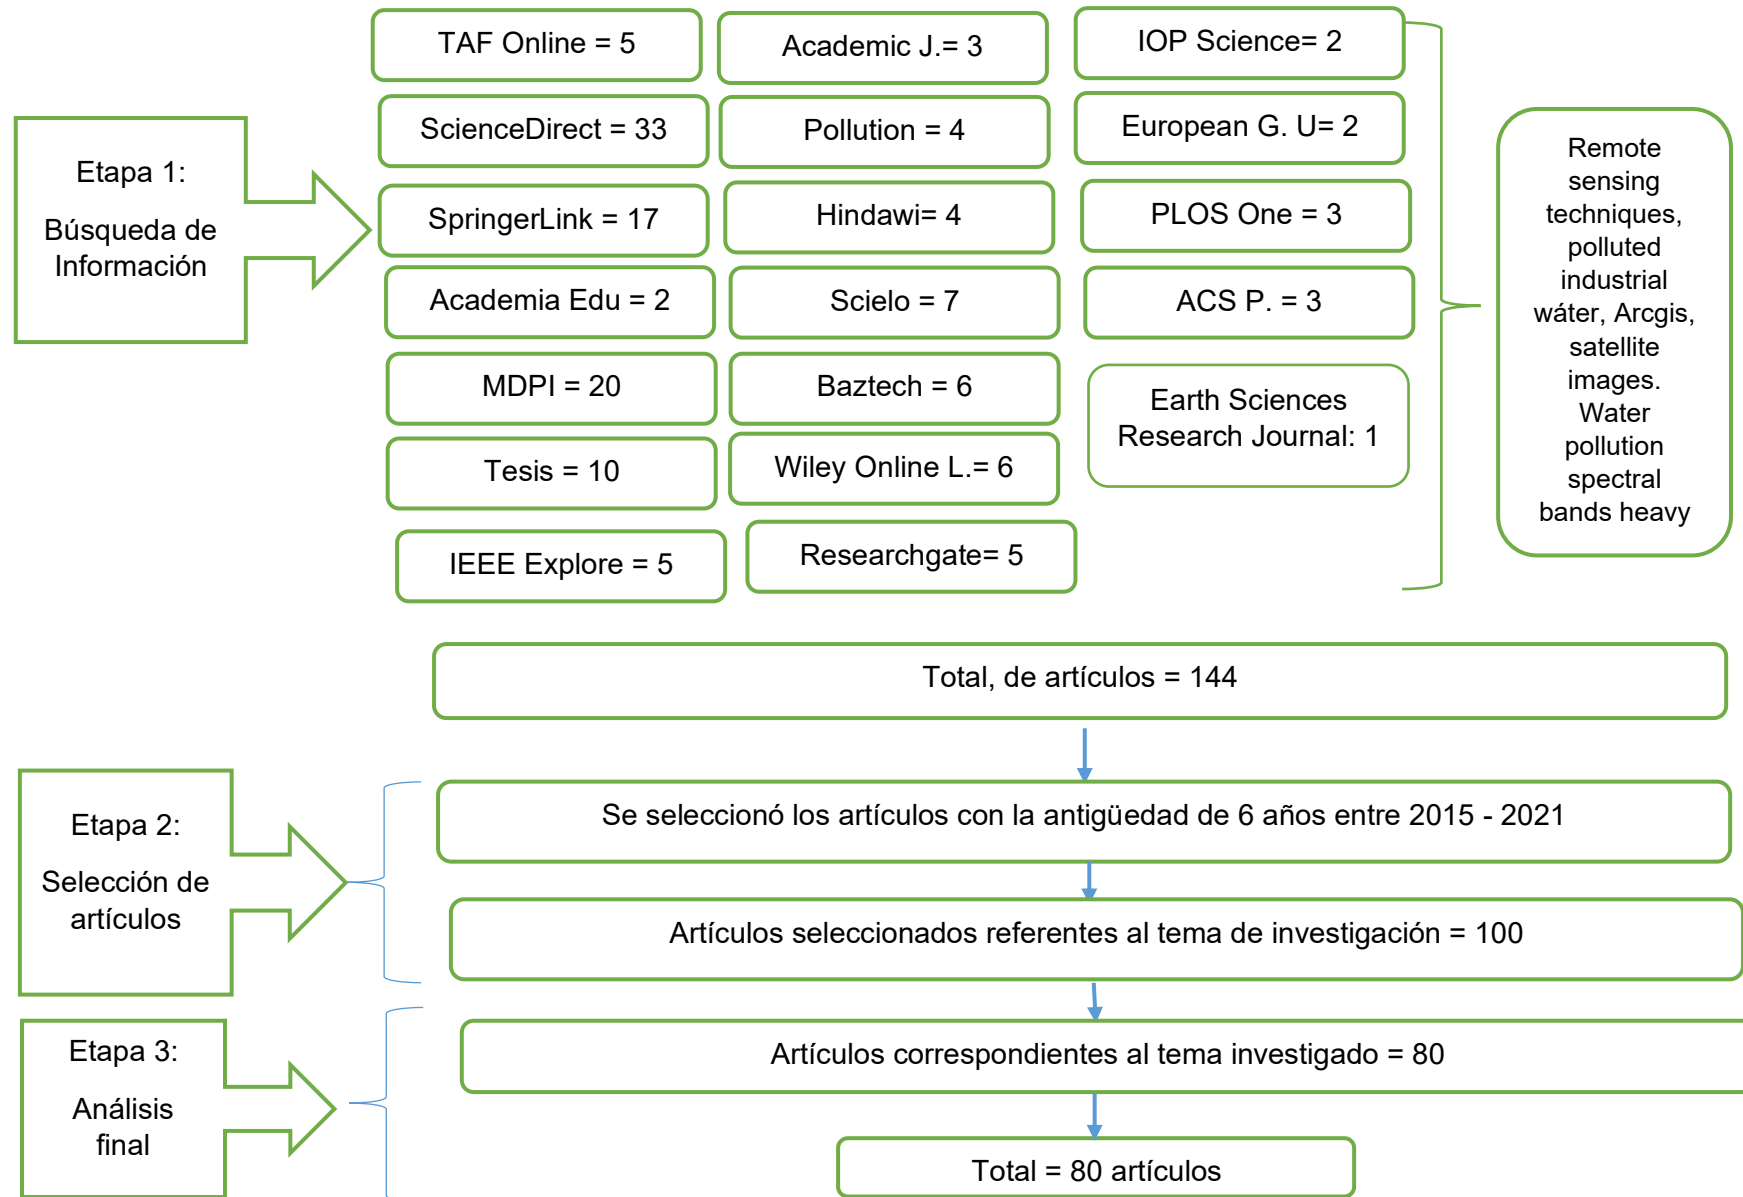 Etapa 1:
Búsqueda de
Información
TAF Online = 5
ScienceDirect = 33
SpringerLink = 17
Academia Edu = 2
MDPI = 20
Tesis = 10
IEEE Explore = 5
Academic J.= 3
Pollution = 4
Hindawi= 4
Scielo = 7
Baztech = 6
Wiley Online L.= 6
Researchgate= 5
IOP Science= 2
European G. U= 2
PLOS One = 3
ACS P. = 3
Earth Sciences
Research Journal: 1
Remote
sensing
techniques,
polluted
industrial
wáter, Arcgis,
satellite
images.
Water
pollution
spectral
bands heavy
Total, de artículos = 144
Etapa 2:
Selección de
artículos
Se seleccionó los artículos con la antigüedad de 6 años entre 2015 - 2021
Artículos seleccionados referentes al tema de investigación = 100
Etapa 3:
Análisis
final
Artículos correspondientes al tema investigado = 80
Total = 80 artículos